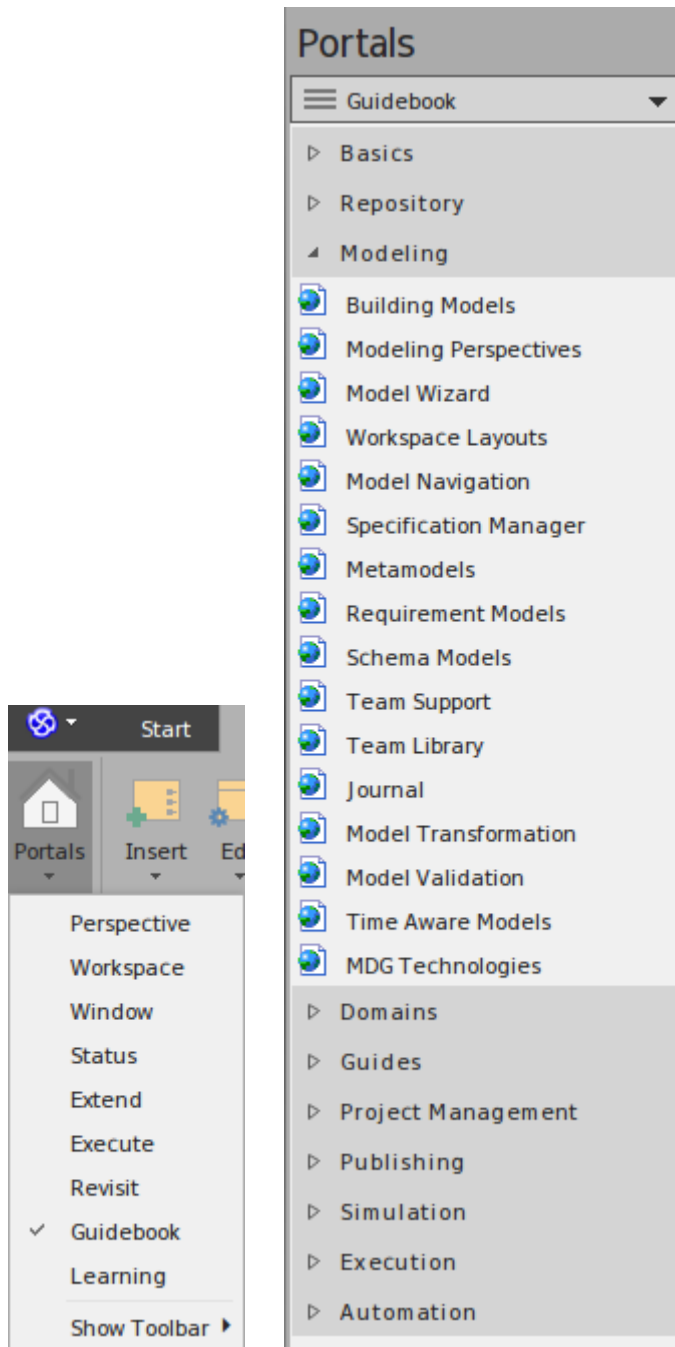 Start
Portals
Insert
Ed
Perspective
Workspace
Window
Status
Extend
Execute
Revisit
Guidebook
Learning
Show Toolbar
Portals
Guidebook
Basics
Repository
Modeling
Building Models
Modeling Perspectives
Model Wizard
Workspace Layouts
Model Navigation
Specification Manager
Metamodels
Requirement Models
Schema Models
Team Support
Team Library
Journal
Model Transformation
Model Validation
Time Aware Models
MDG Technologies
Domains
Guides
Project Management
Publishing
Simulation
Execution
Automation